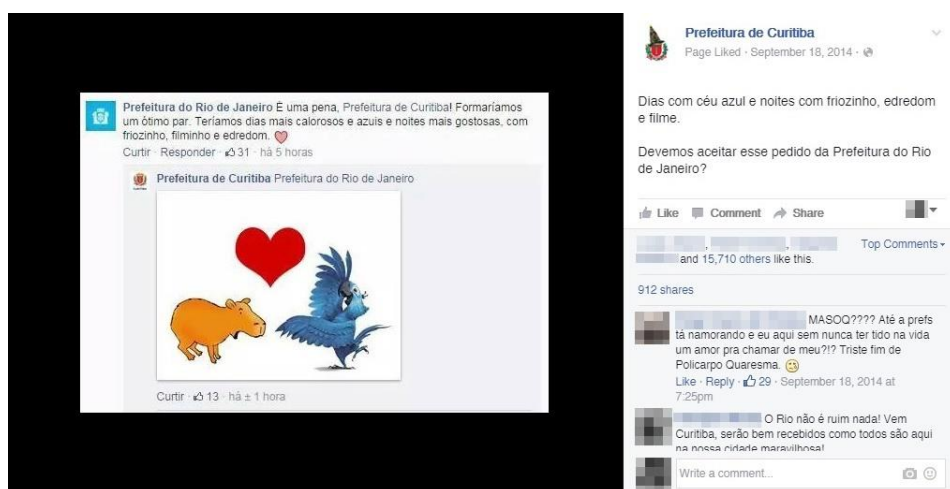 Prefeitura do Rio de Janeiro É uma pena, Prefeitura de Curitiba! Formaríamos
um ótimo par. Teríamos dias mais calorosos e azuis e noites mais gostosas, com
friozinho, filminho e edredom.
Curtir · Responder · 31 · há 5 horas
Prefeitura de Curitiba Prefeitura do Rio de Janeiro
Curtir · 13 · há ± 1 hora
Prefeitura de Curitiba
Page Liked · September 18, 2014 ·
Dias com céu azul e noites com friozinho, edredom
e filme.
Devemos aceitar esse pedido da Prefeitura do Rio
de Janeiro?
Like Comment Share
Top Comments
and 15,710 others like this.
912 shares
MASOQ???? Até a prefs
tá namorando e eu aqui sem nunca ter tido na vida
um amor pra chamar de meu?!? Triste fim de
Policarpo Quaresma.
Like · Reply · 29 · September 18, 2014 at
7:25pm
O Rio não é ruim nada! Vem
Curitiba, serão bem recebidos como todos são aqui
na nossa cidade maravilhosa!
Write a comment...